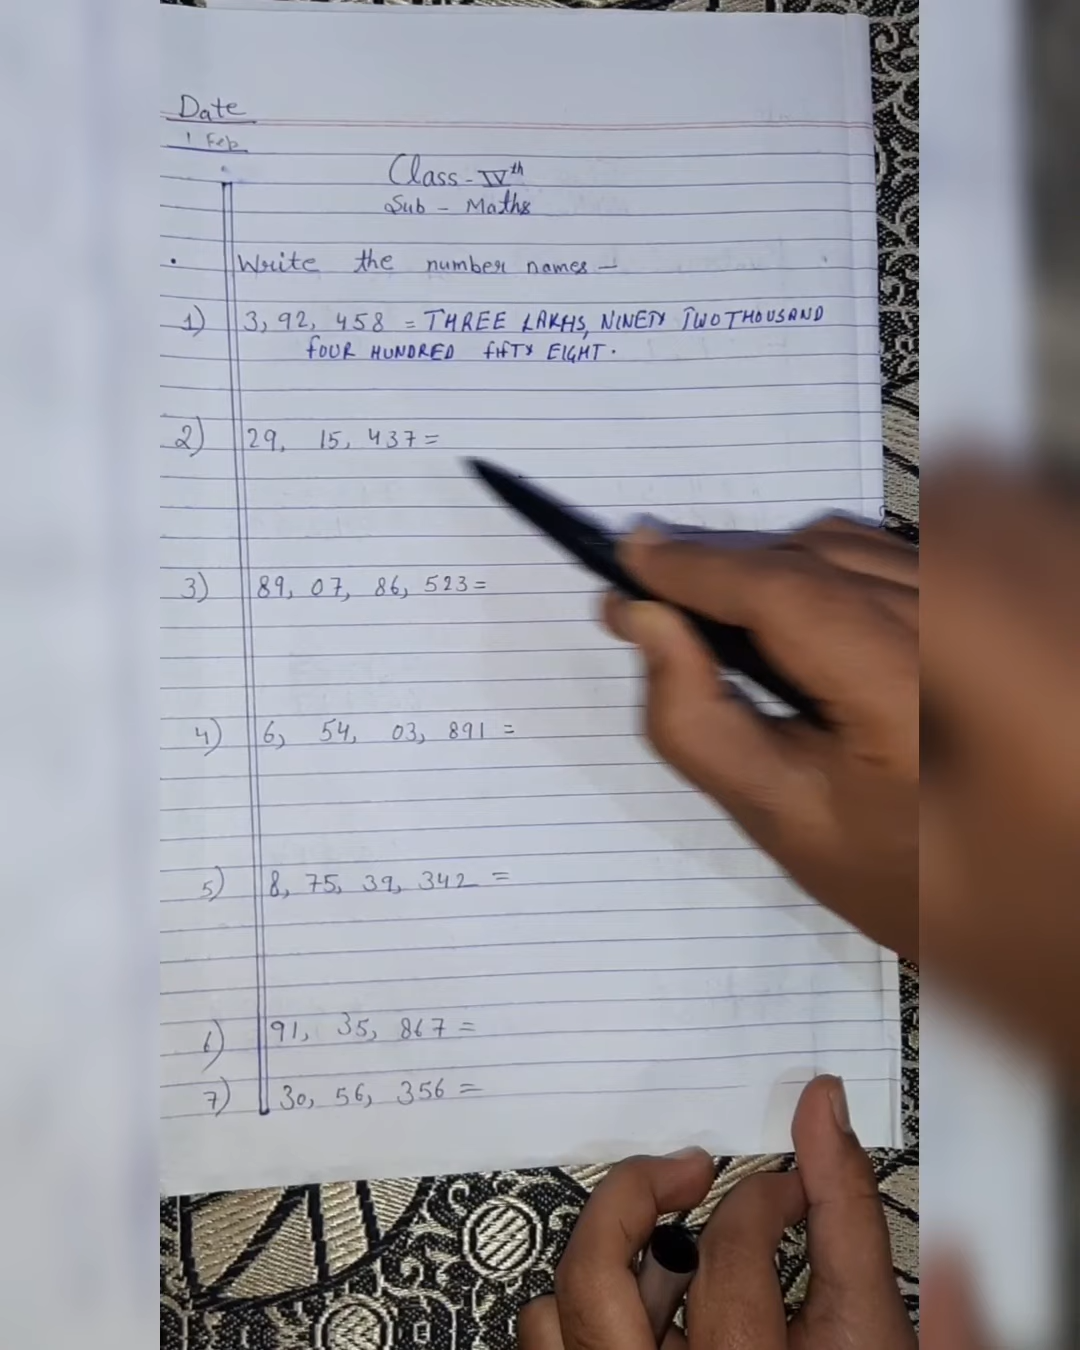 Date
1 Feb
Class - IVth
Sub - Maths
Write the number names -
1) 3, 92, 458 = THREE LAKHS, NINETY TWO THOUSAND
FOUR HUNDRED FIFTY EIGHT.
2) 29, 15, 437 =
3) 89, 07, 86, 523 =
4) 6, 54, 03, 891 =
5) 8, 75, 39, 342 =
6) 91, 35, 867 =
7) 30, 56, 356 =